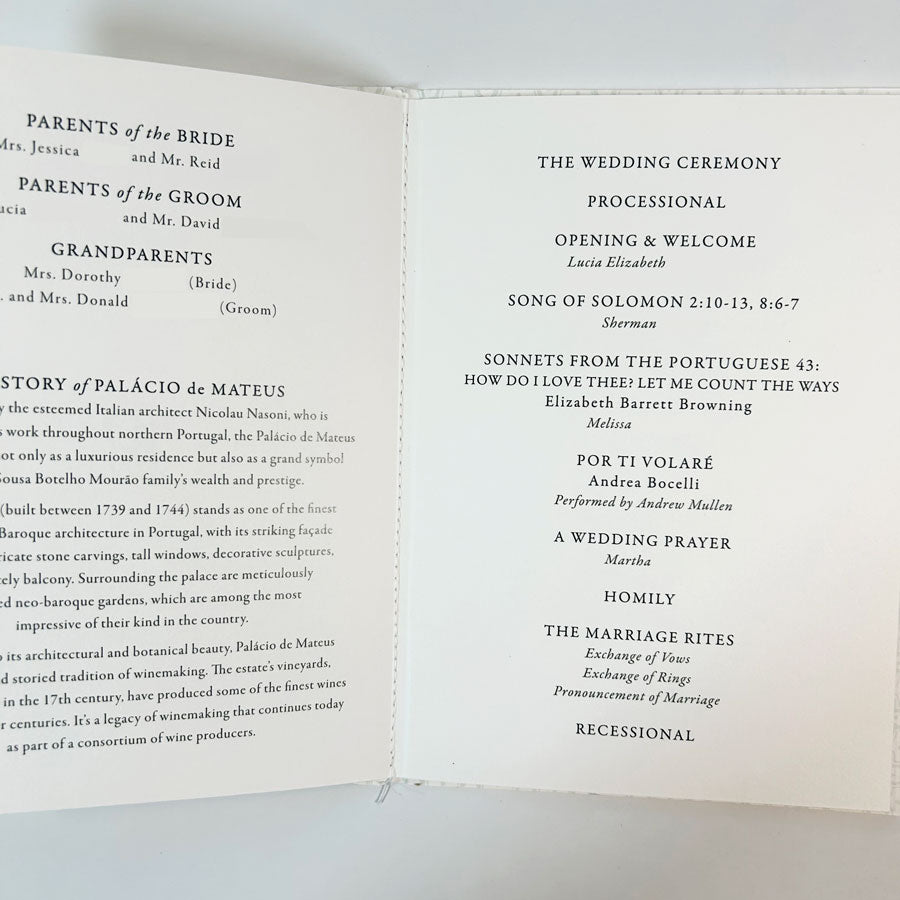 PARENTS of the BRIDE
Mrs. Jessica and Mr. Reid
PARENTS of the GROOM
and Mr. David
GRANDPARENTS
Mrs. Dorothy (Bride)
and Mrs. Donald (Groom)
of PALÁCIO de MATEUS
the esteemed Italian architect Nicolau Nasoni, who is
work throughout northern Portugal, the Palácio de Mateus
only as a luxurious residence but also as a grand symbol
Sousa Botelho Mourão family's wealth and prestige.
(built between 1739 and 1744) stands as one of the finest
Baroque architecture in Portugal, with its striking façade
stone carvings, tall windows, decorative sculptures,
balcony. Surrounding the palace are meticulously
neo-baroque gardens, which are among the most
impressive of their kind in the country.
its architectural and botanical beauty, Palácio de Mateus
storied tradition of winemaking. The estate's vineyards,
in the 17th century, have produced some of the finest wines
centuries. It's a legacy of winemaking that continues today
as part of a consortium of wine producers.
THE WEDDING CEREMONY
PROCESSIONAL
OPENING & WELCOME
Lucia Elizabeth
SONG OF SOLOMON 2:10-13, 8:6-7
Sherman
SONNETS FROM THE PORTUGUESE 43:
HOW DO I LOVE THEE? LET ME COUNT THE WAYS
Elizabeth Barrett Browning
Melissa
POR TI VOLARÉ
Andrea Bocelli
Performed by Andrew Mullen
A WEDDING PRAYER
Martha
HOMILY
THE MARRIAGE RITES
Exchange of Vows
Exchange of Rings
Pronouncement of Marriage
RECESSIONAL